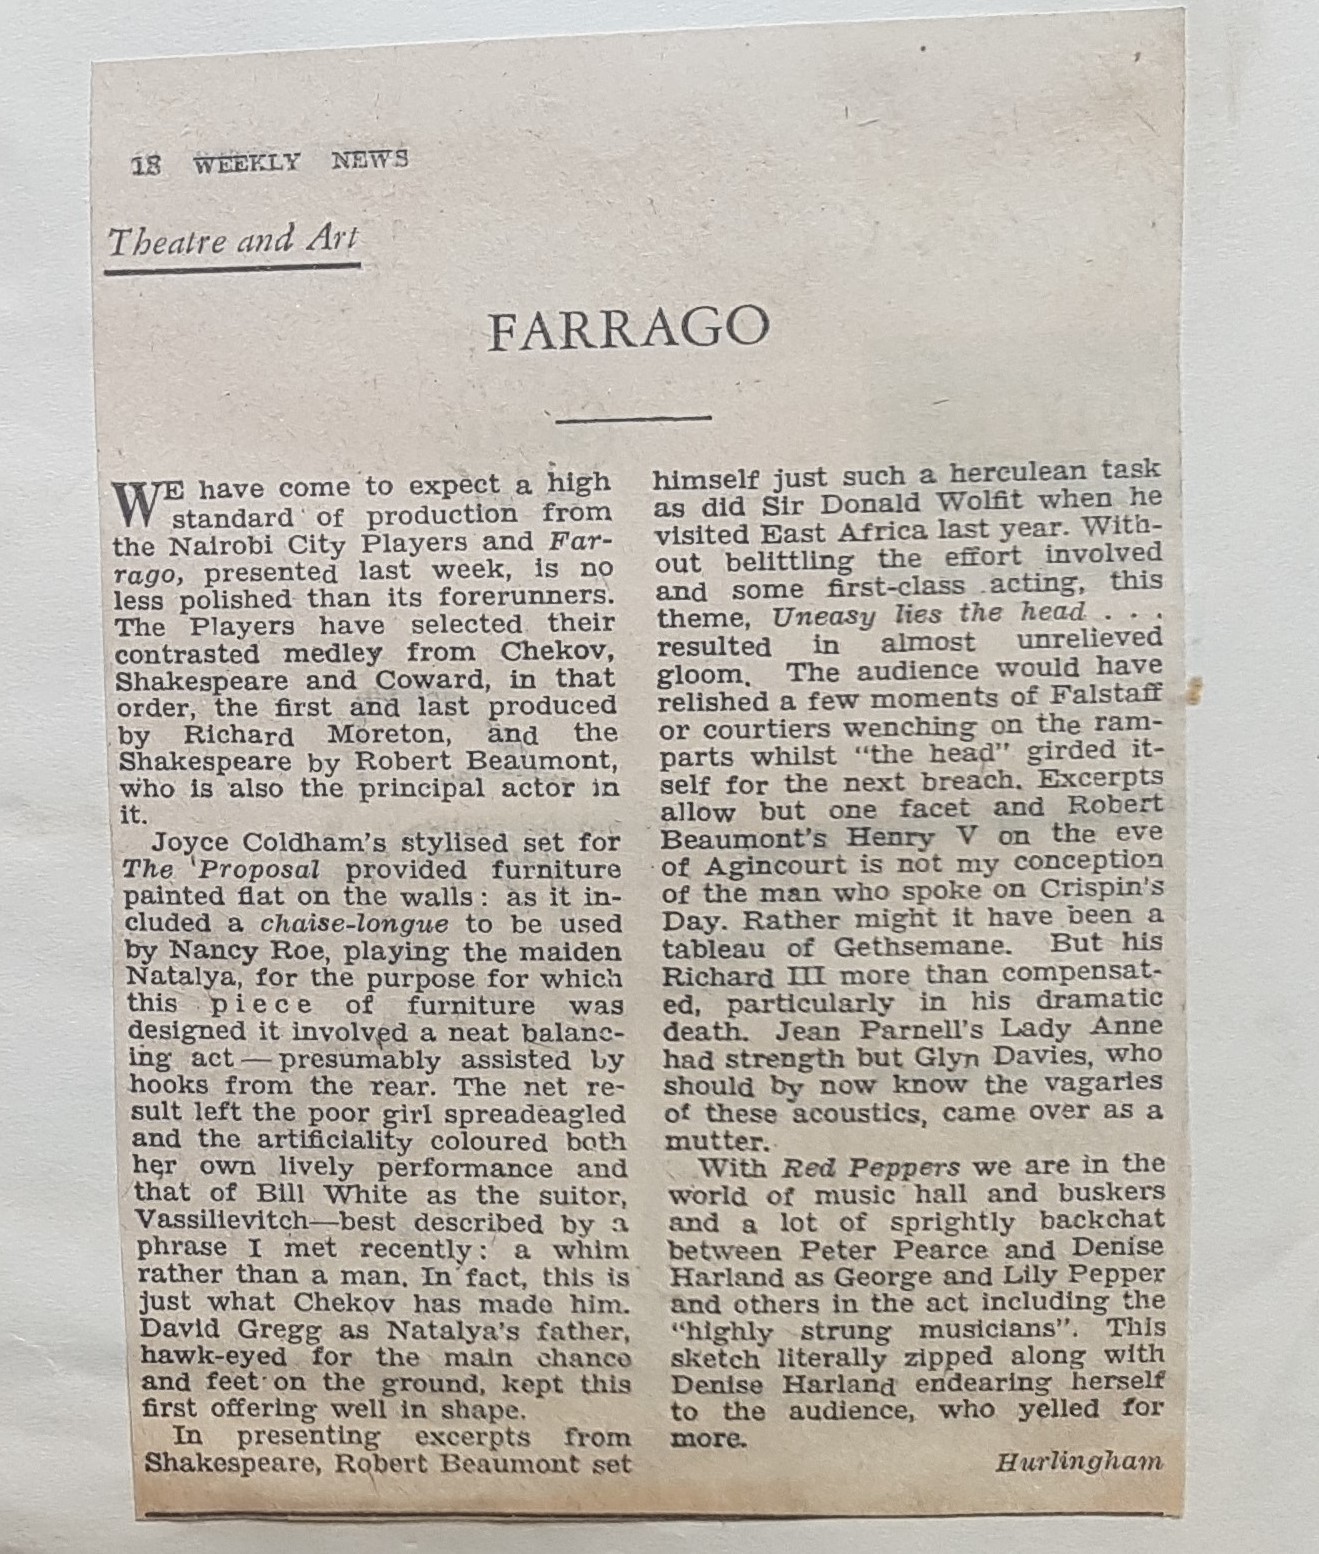 18 WEEKLY NEWS
Theatre and Art
FARRAGO
WE have come to expect a high
standard of production from
the Nairobi City Players and Far-
rago, presented last week, is no
less polished than its forerunners.
The Players have selected their
contrasted medley from Chekov,
Shakespeare and Coward, in that
order, the first and last produced
by Richard Moreton, and the
Shakespeare by Robert Beaumont,
who is also the principal actor in
it.
Joyce Coldham's stylised set for
The Proposal provided furniture
painted flat on the walls: as it in-
cluded a chaise-longue to be used
by Nancy Roe, playing the maiden
Natalya, for the purpose for which
this piece of furniture was
designed it involved a neat balanc-
ing act — presumably assisted by
hooks from the rear. The net re-
sult left the poor girl spreadeagled
and the artificiality coloured both
her own lively performance and
that of Bill White as the suitor,
Vassilievitch—best described by a
phrase I met recently: a whim
rather than a man. In fact, this is
just what Chekov has made him.
David Gregg as Natalya's father,
hawk-eyed for the main chance
and feet on the ground, kept this
first offering well in shape.
In presenting excerpts from
Shakespeare, Robert Beaumont set
himself just such a herculean task
as did Sir Donald Wolfit when he
visited East Africa last year. With-
out belittling the effort involved
and some first-class acting, this
theme, Uneasy lies the head . . .
resulted in almost unrelieved
gloom. The audience would have
relished a few moments of Falstaff
or courtiers wenching on the ram-
parts whilst "the head" girded it-
self for the next breach. Excerpts
allow but one facet and Robert
Beaumont's Henry V on the eve
of Agincourt is not my conception
of the man who spoke on Crispin's
Day. Rather might it have been a
tableau of Gethsemane. But his
Richard III more than compensat-
ed, particularly in his dramatic
death. Jean Parnell's Lady Anne
had strength but Glyn Davies, who
should by now know the vagaries
of these acoustics, came over as a
mutter.
With Red Peppers we are in the
world of music hall and buskers
and a lot of sprightly backchat
between Peter Pearce and Denise
Harland as George and Lily Pepper
and others in the act including the
"highly strung musicians". This
sketch literally zipped along with
Denise Harland endearing herself
to the audience, who yelled for
more.
Hurlingham